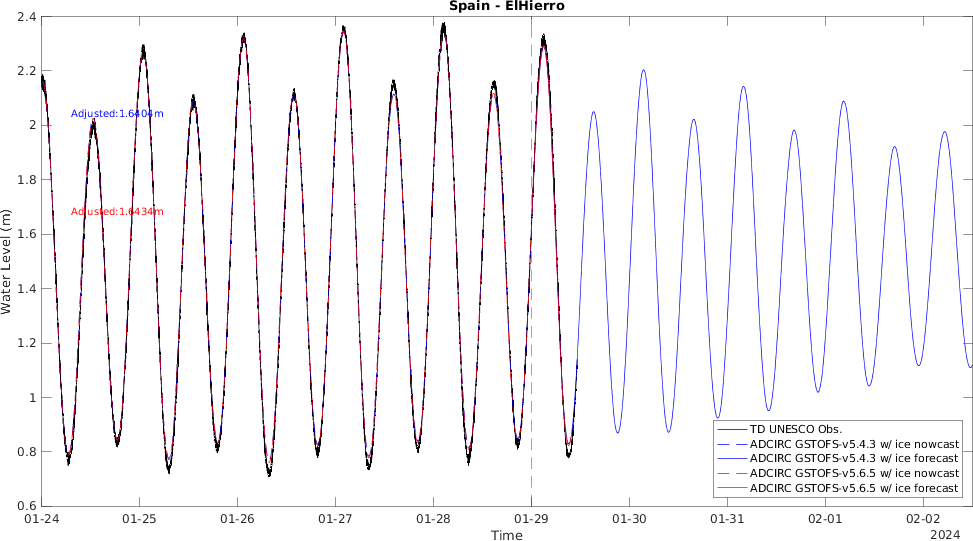 Spain - ElHierro
2.4
2.2
2
1.8
1.6
1.4
1.2
1
0.8
0.6
Water Level (m)
Adjusted:1.6404m
Adjusted:1.6434m
TD UNESCO Obs.
ADCIRC GSTOFS-v5.4.3 w/ ice nowcast
ADCIRC GSTOFS-v5.4.3 w/ ice forecast
ADCIRC GSTOFS-v5.6.5 w/ ice nowcast
ADCIRC GSTOFS-v5.6.5 w/ ice forecast
01-24 01-25 01-26 01-27 01-28 01-29 01-30 01-31 02-01 02-02
Time
2024